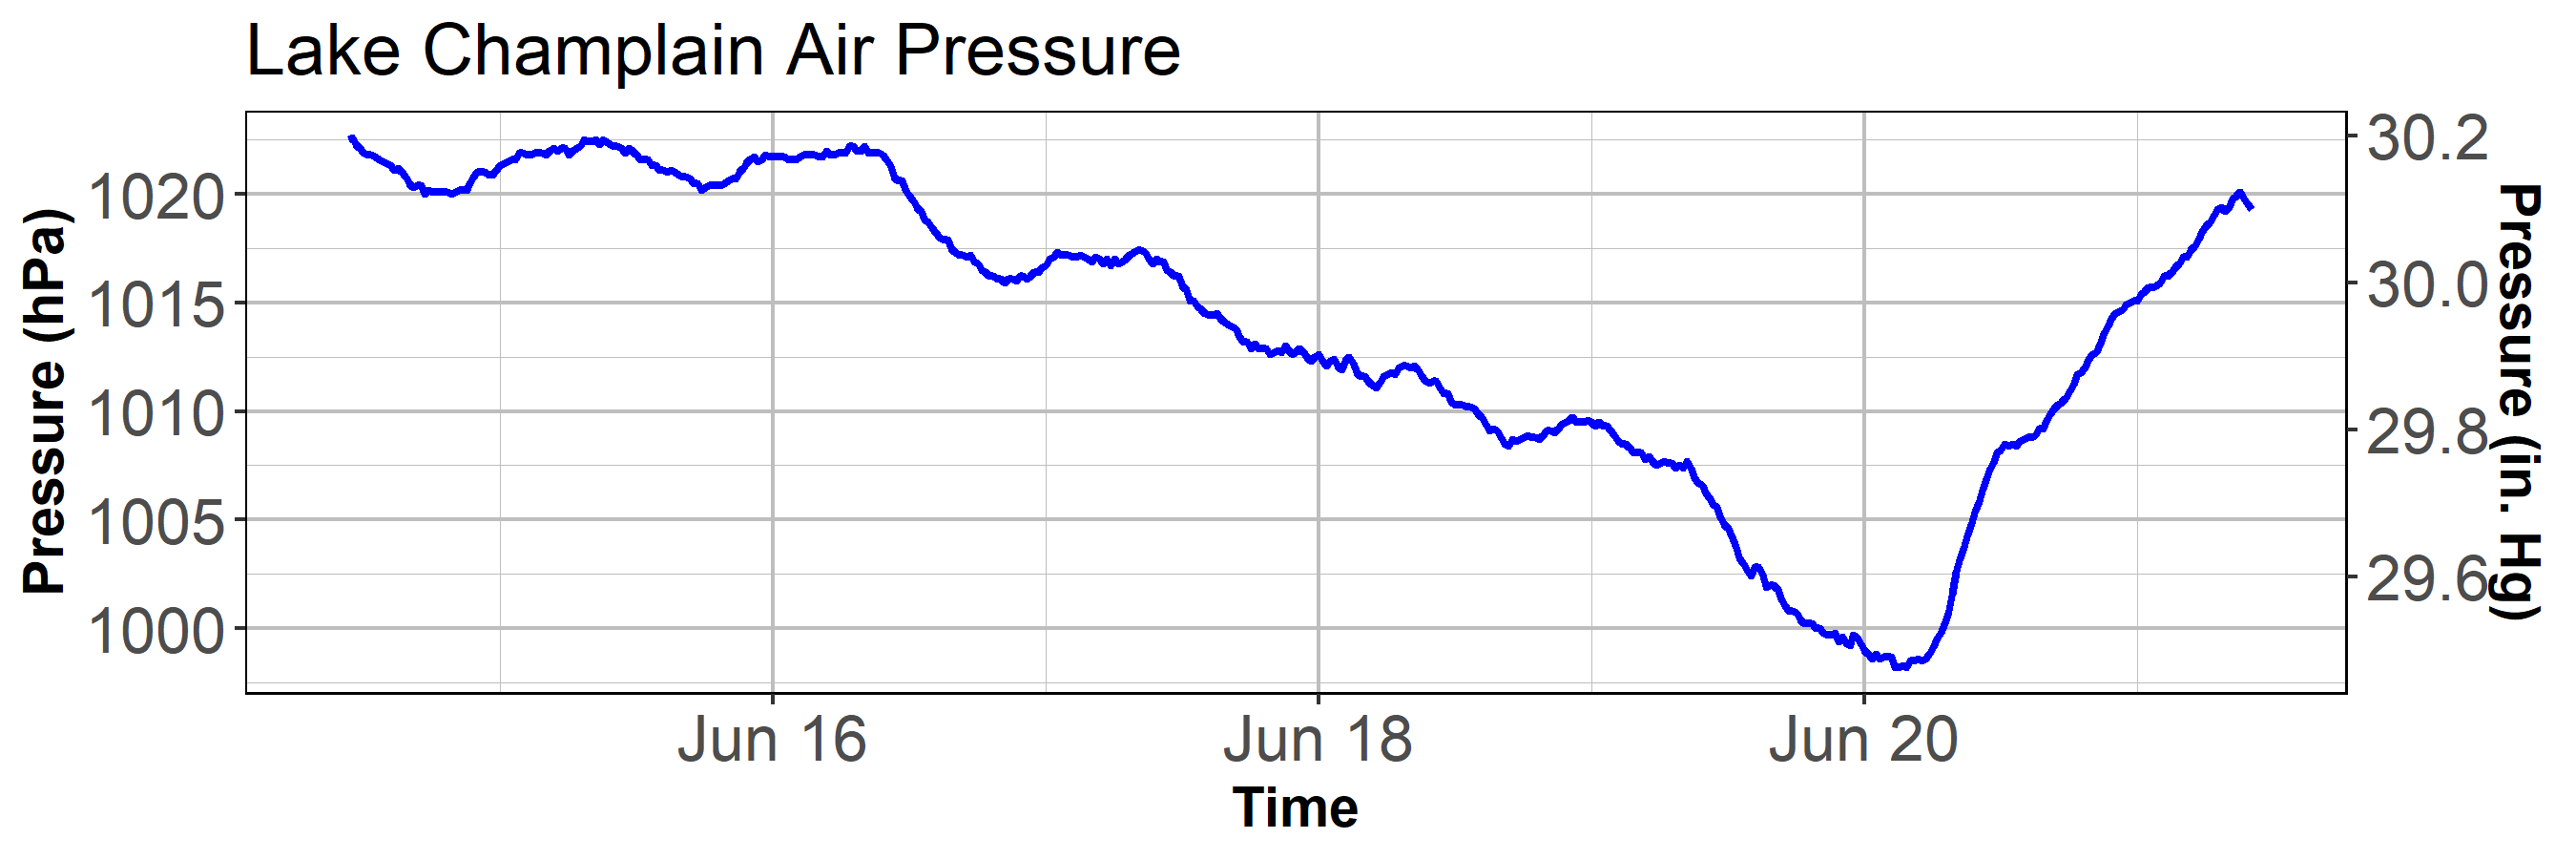 Lake Champlain Air Pressure
Pressure (hPa)
1020
1015
1010
1005
1000
30.2
30.0
29.8
29.6
Pressure (in. Hg)
Jun 16
Jun 18
Jun 20
Time